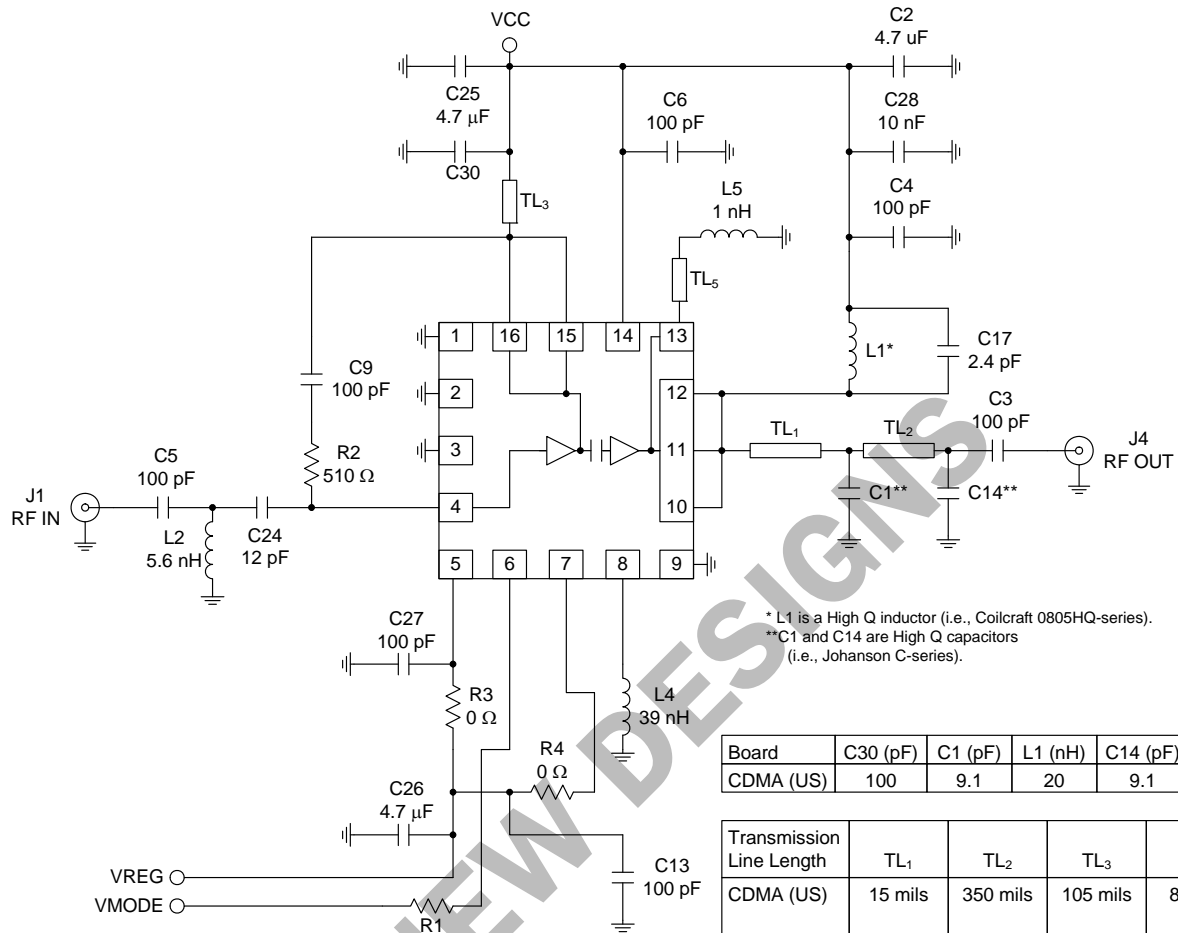 VCC
C2
4.7 uF
C25
4.7 µF
C6
100 pF
C28
10 nF
C30
TL3
L5
1 nH
C4
100 pF
TL5
1
16
15
14
13
L1*
C17
2.4 pF
C9
100 pF
2
12
C3
100 pF
R2
510 Ω
3
11
TL1
TL2
J4
RF OUT
C5
100 pF
J1
RF IN
4
10
C1**
C14**
L2
5.6 nH
C24
12 pF
5
6
7
8
9
* L1 is a High Q inductor (i.e., Coilcraft 0805HQ-series).
**C1 and C14 are High Q capacitors
(i.e., Johanson C-series).
C27
100 pF
R3
0 Ω
L4
39 nH
R4
0 Ω
C26
4.7 µF
C13
100 pF
VREG
VMODE
R1
Board C30 (pF) C1 (pF) L1 (nH) C14 (pF)
CDMA (US) 100 9.1 20 9.1
Transmission
Line Length TL1 TL2 TL3
CDMA (US) 15 mils 350 mils 105 mils 8
EW DESIGNS